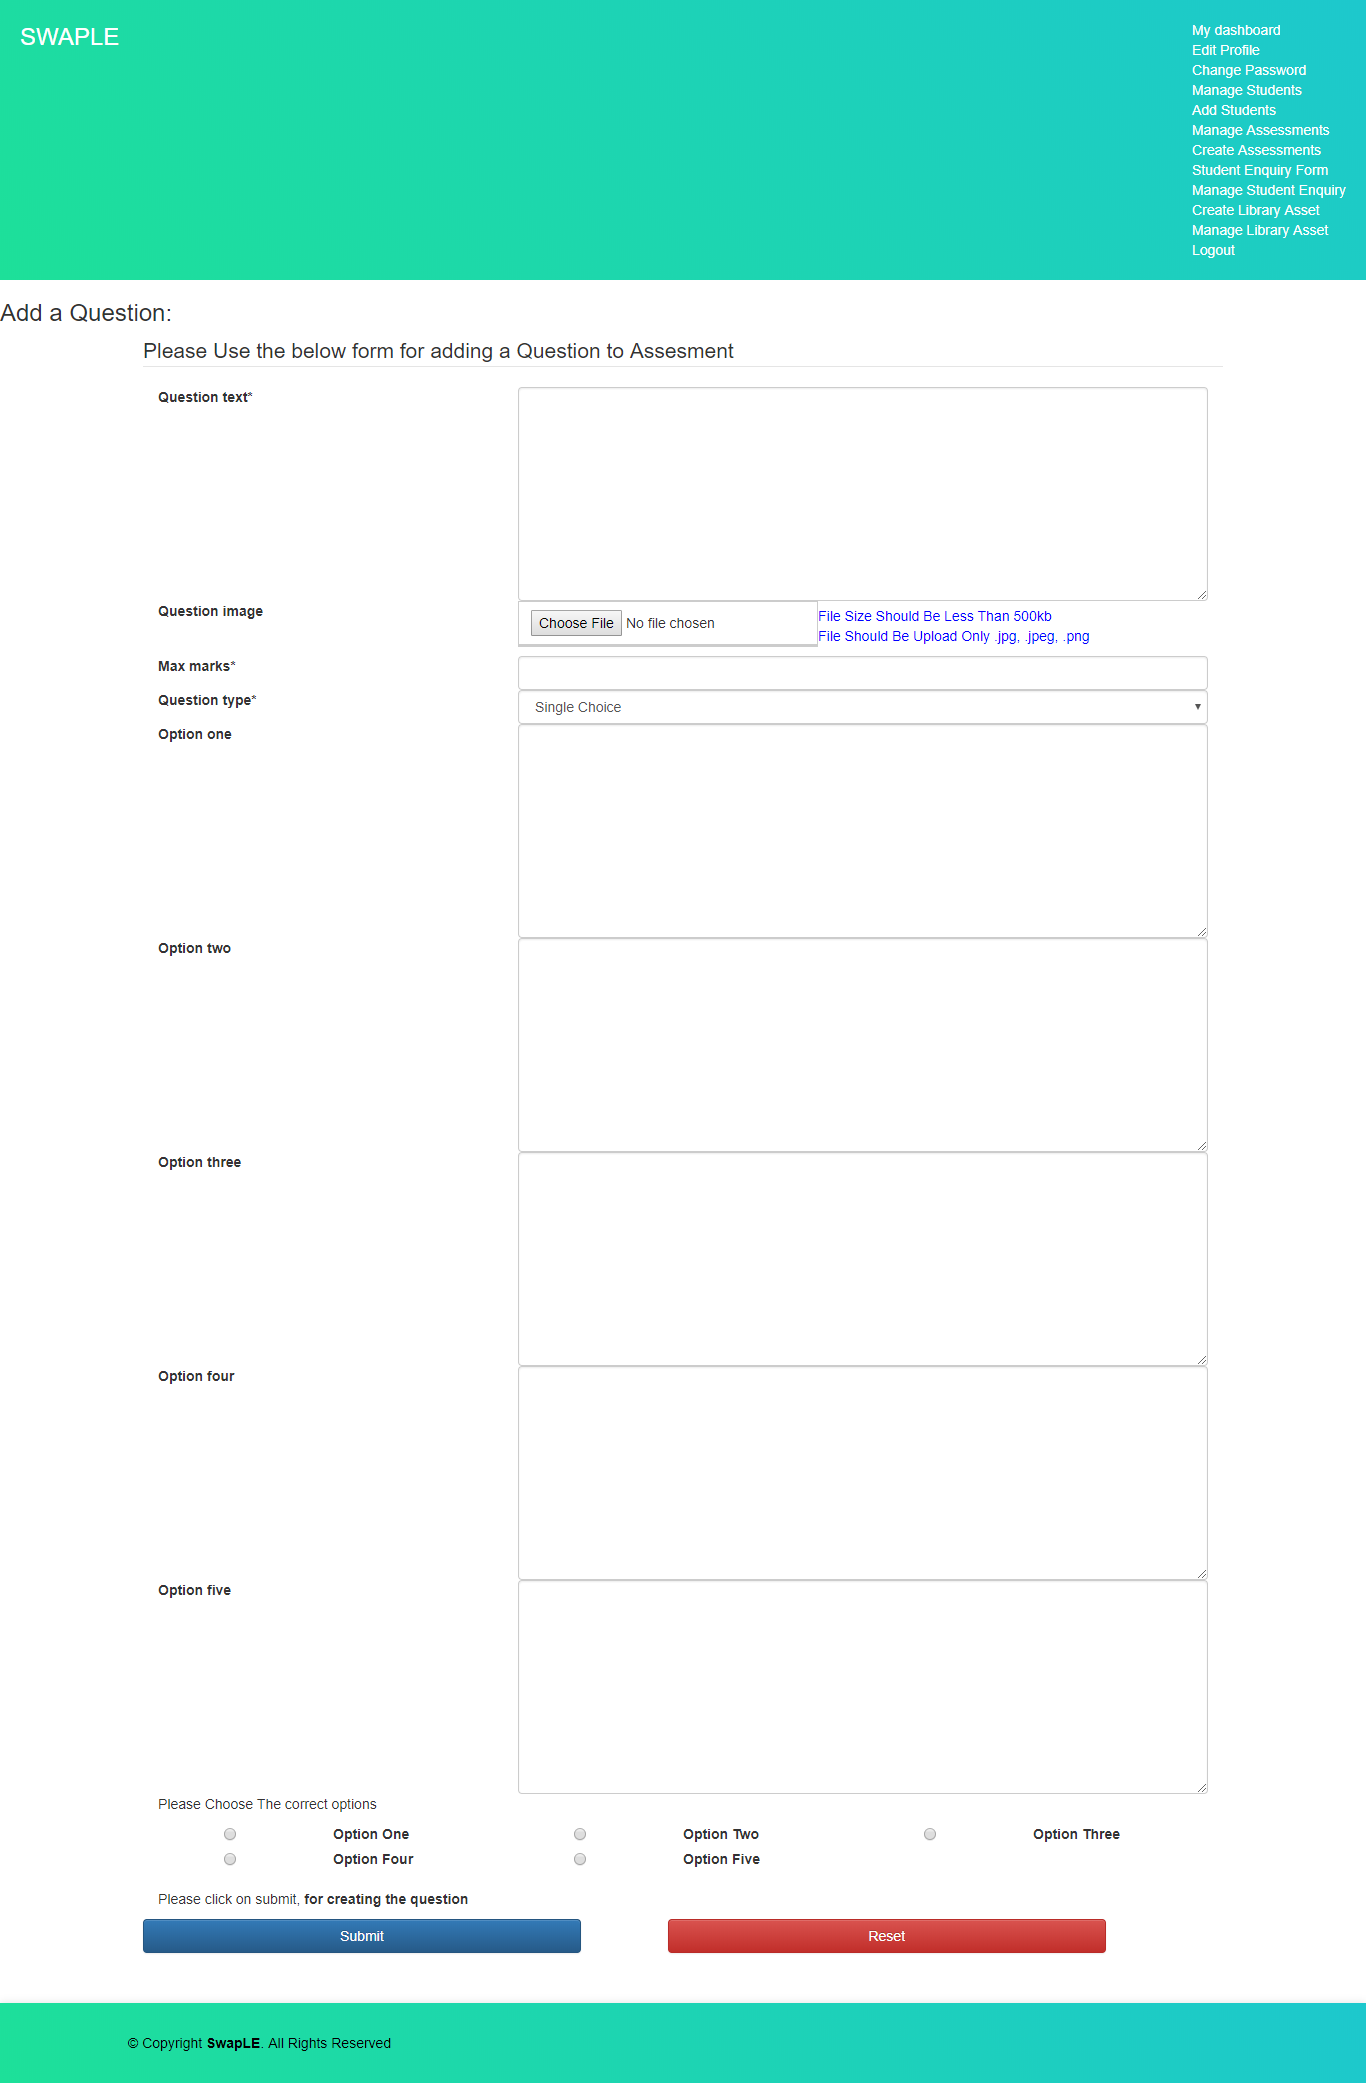 SWAPLE
My dashboard
Edit Profile
Change Password
Manage Students
Add Students
Manage Assessments
Create Assessments
Student Enquiry Form
Manage Student Enquiry
Create Library Asset
Manage Library Asset
Logout
Add a Question:
Please Use the below form for adding a Question to Assesment
Question text*
Question image
Choose File No file chosen
File Size Should Be Less Than 500kb
File Should Be Upload Only .jpg, .jpeg, .png
Max marks*
Question type*
Single Choice
Option one
Option two
Option three
Option four
Option five
Please Choose The correct options
Option One Option Two Option Three
Option Four Option Five
Please click on submit, for creating the question
Submit Reset
© Copyright SwapLE. All Rights Reserved